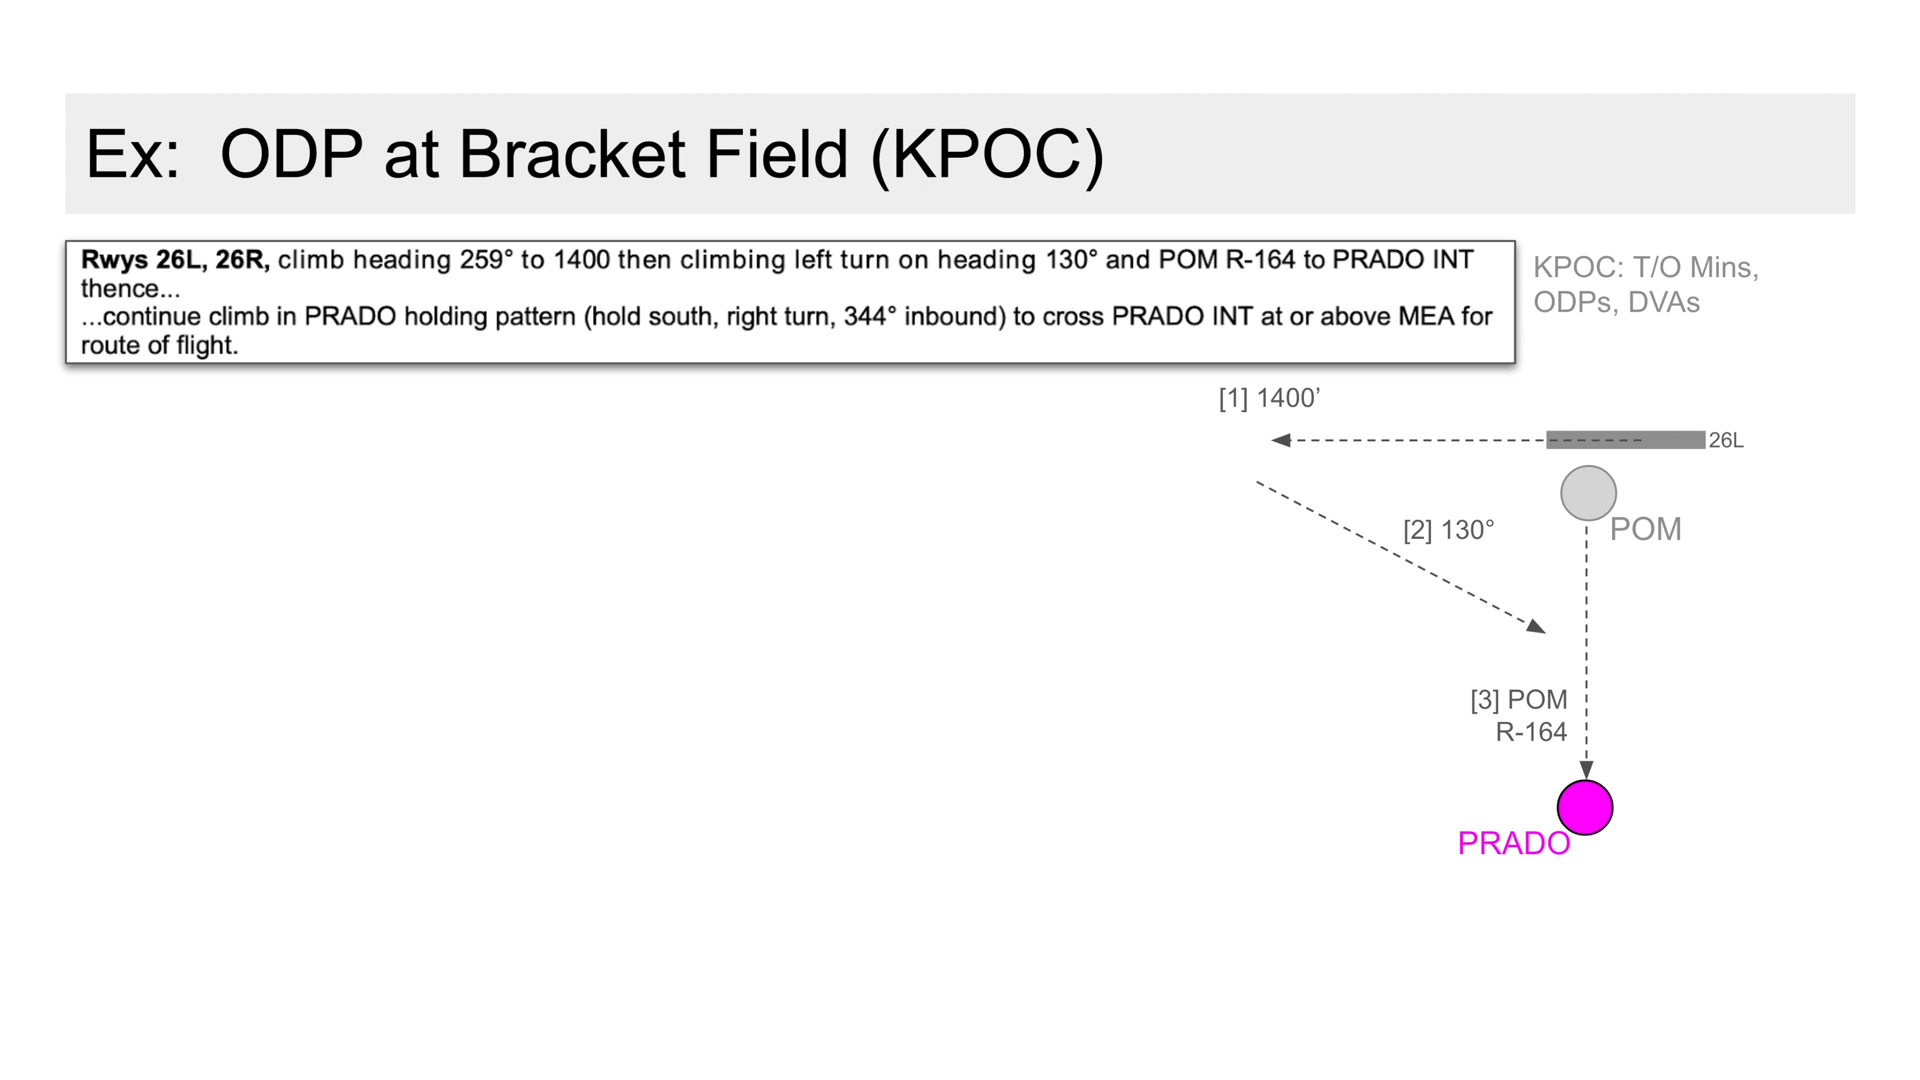 Ex:  ODP at Bracket Field (KPOC)
Rwys 26L, 26R, climb heading 259° to 1400 then climbing left turn on heading 130° and POM R-164 to PRADO INT
thence...
...continue climb in PRADO holding pattern (hold south, right turn, 344° inbound) to cross PRADO INT at or above MEA for
route of flight.
KPOC: T/O Mins,
ODPs, DVAs
[1] 1400’
26L
[2] 130°
POM
[3] POM
R-164
PRADO